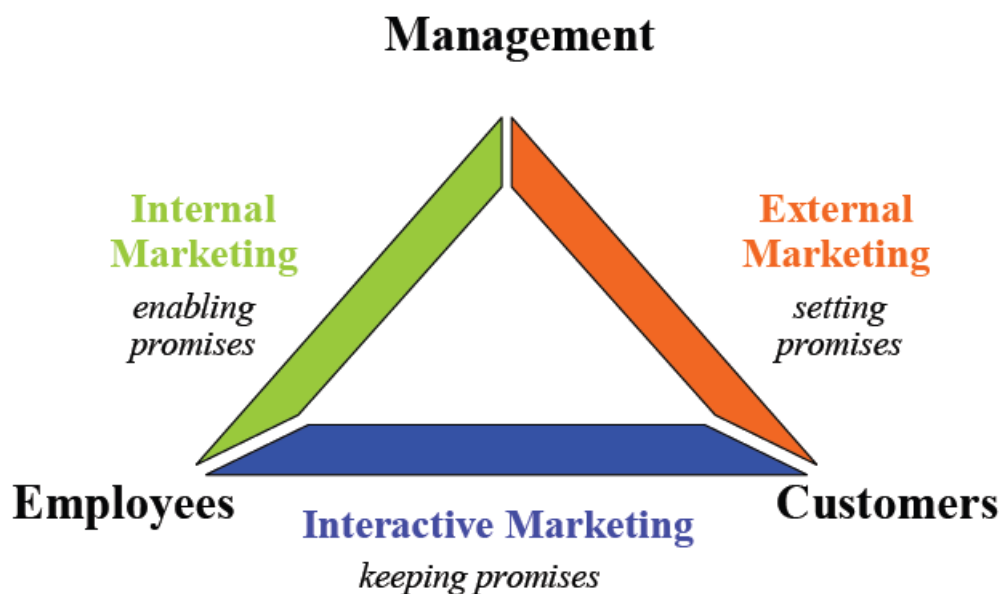 Management
Internal
Marketing
enabling
promises
External
Marketing
setting
promises
Employees
Customers
Interactive Marketing
keeping promises